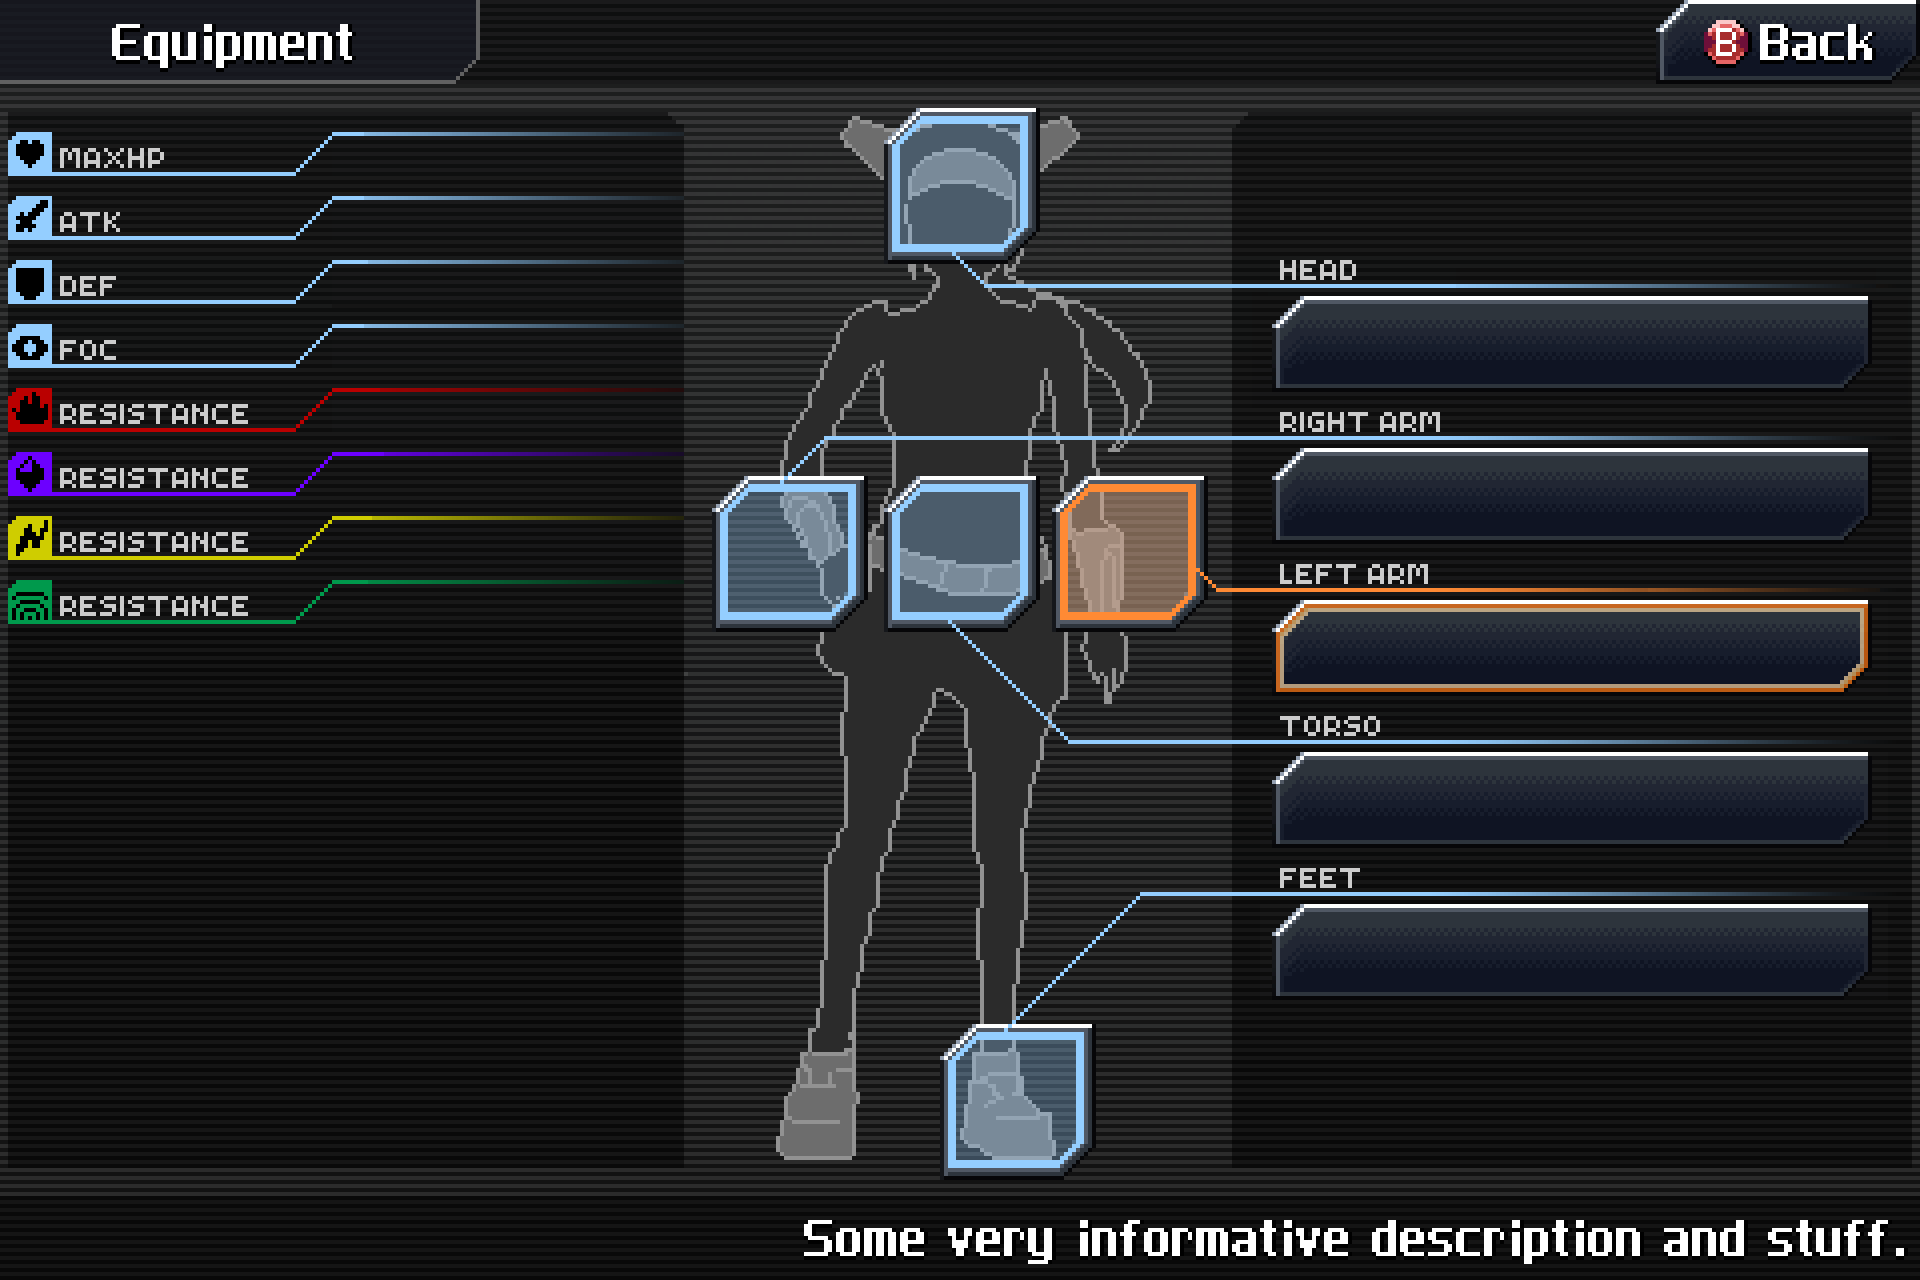 Equipment
B Back
MAXHP
ATK
DEF
FOC
RESISTANCE
RESISTANCE
RESISTANCE
RESISTANCE
HEAD
RIGHT ARM
LEFT ARM
TORSO
FEET
Some very informative description and stuff.